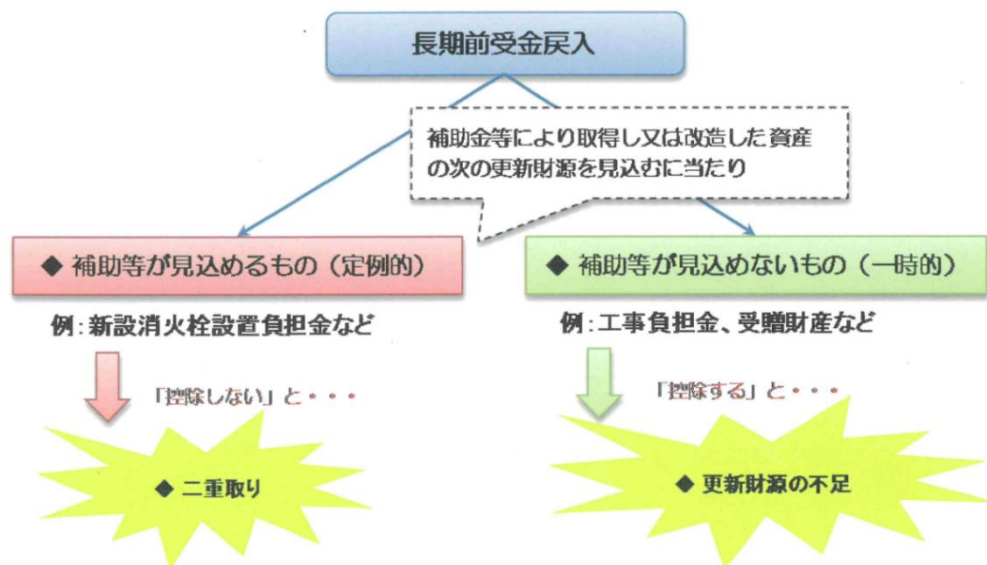 長期前受金戻入
補助金等により取得し又は改造した資産
の次の更新財源を見込むに当たり
◆ 補助等が見込めるもの（定例的）
◆ 補助等が見込めないもの（一時的）
例：新設消火栓設置負担金など
例：工事負担金、受贈財産など
「控除しない」と・・・
「控除する」と・・・
◆ 二重取り
◆ 更新財源の不足